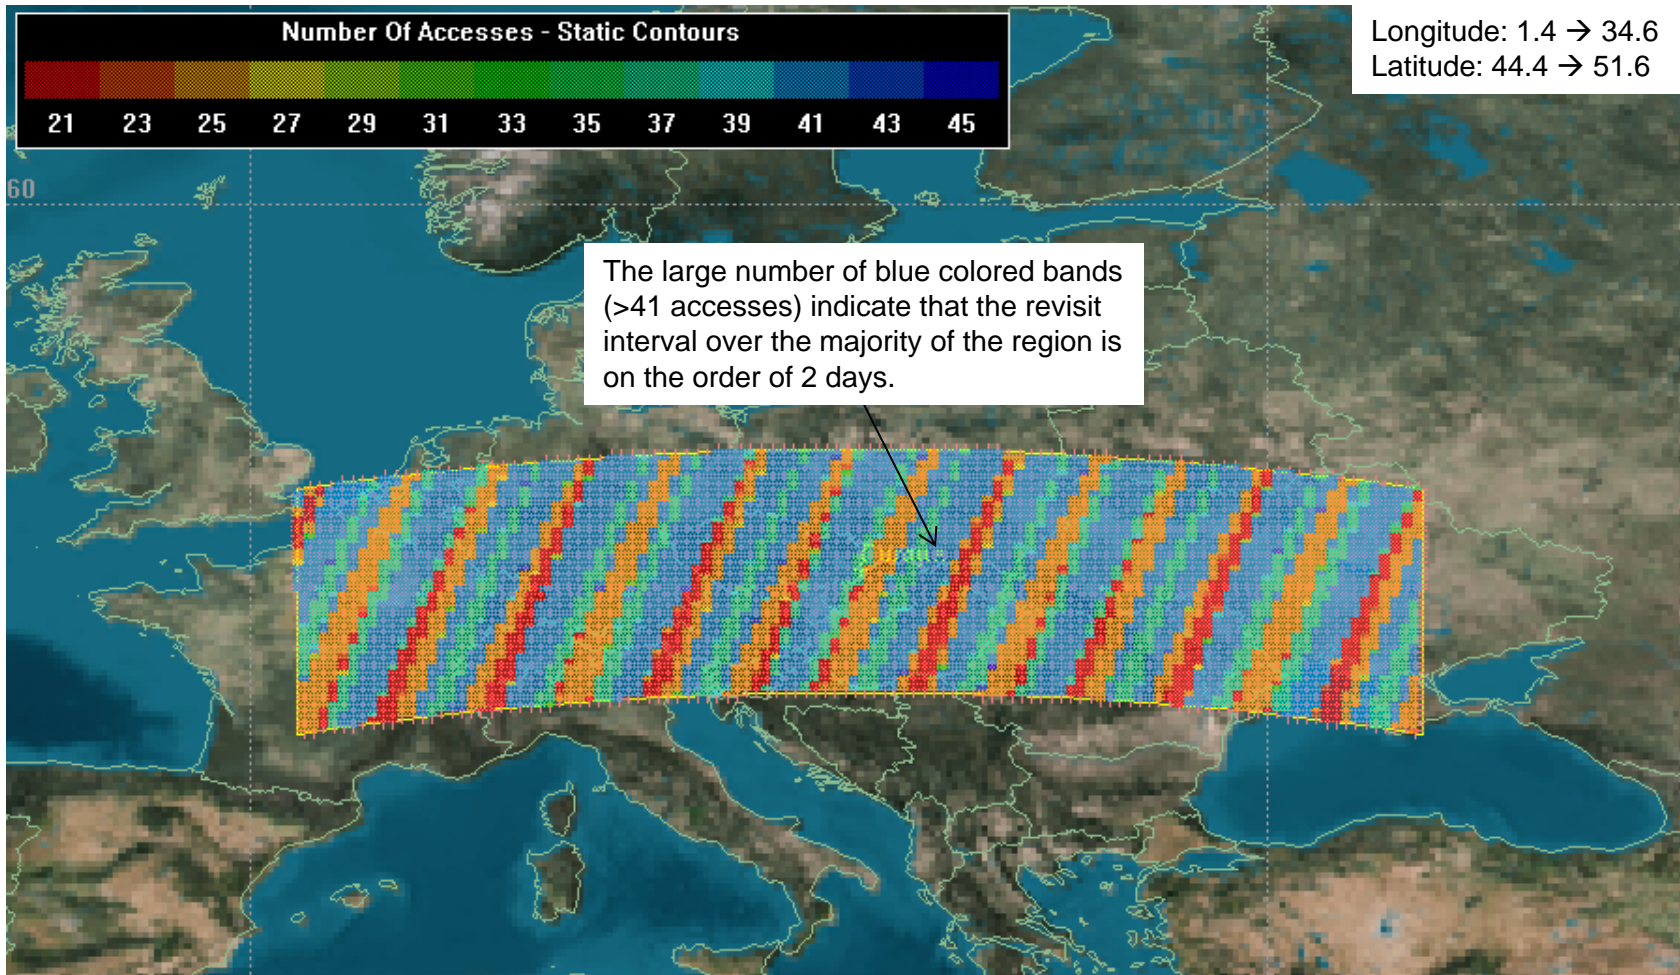 Number Of Accesses - Static Contours
21 23 25 27 29 31 33 35 37 39 41 43 45
Longitude: 1.4 → 34.6
Latitude: 44.4 → 51.6
60
The large number of blue colored bands
(>41 accesses) indicate that the revisit
interval over the majority of the region is
on the order of 2 days.